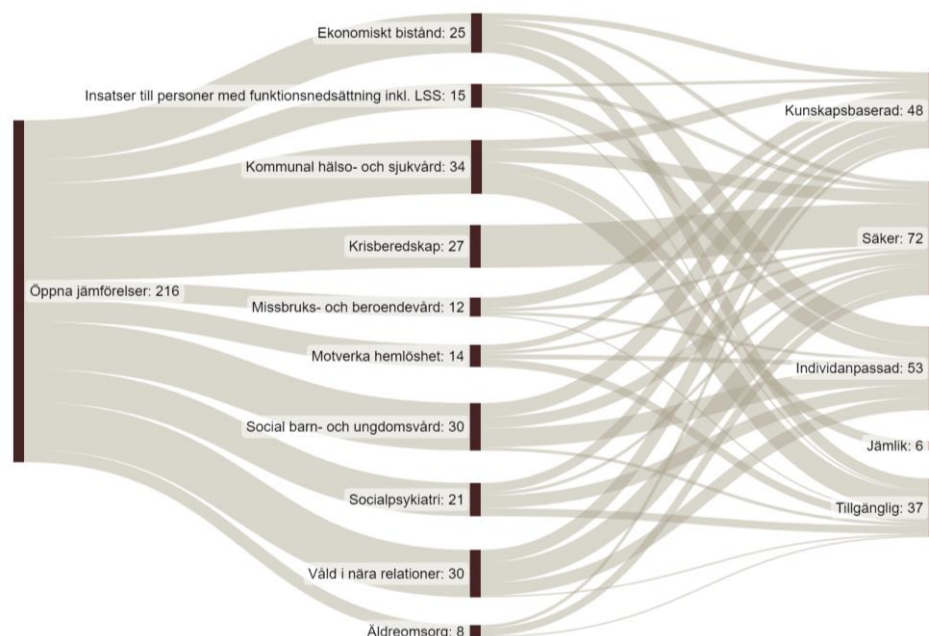 Ekonomiskt bistånd: 25
Insatser till personer med funktionsnedsättning inkl. LSS: 15
Kunskapsbaserad: 48
Kommunal hälso- och sjukvård: 34
Krisberedskap: 27
Säker: 72
Öppna jämförelser: 216
Missbruks- och beroendevård: 12
Motverka hemlöshet: 14
Individanpassad: 53
Social barn- och ungdomsvård: 30
Jämlik: 6
Socialpsykiatri: 21
Tillgänglig: 37
Våld i nära relationer: 30
Äldreomsorg: 8